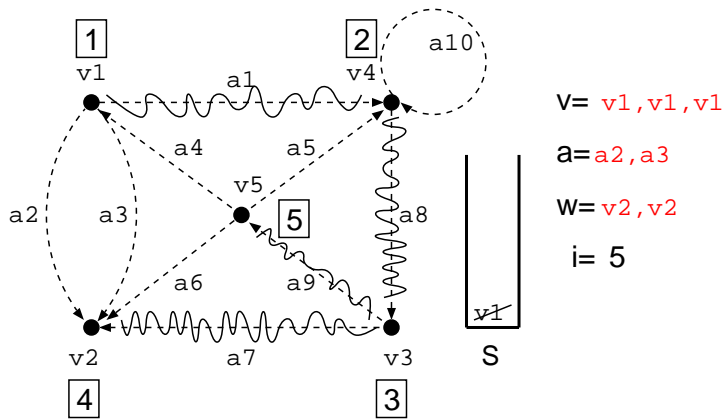 1
2
v1
a1
v4
a10
v= v1,v1,v1
a4
a5
a=a2,a3
v5
a2
a3
5
a8
w= v2,v2
i= 5
a6
a9
v1
v2
a7
v3
S
4
3